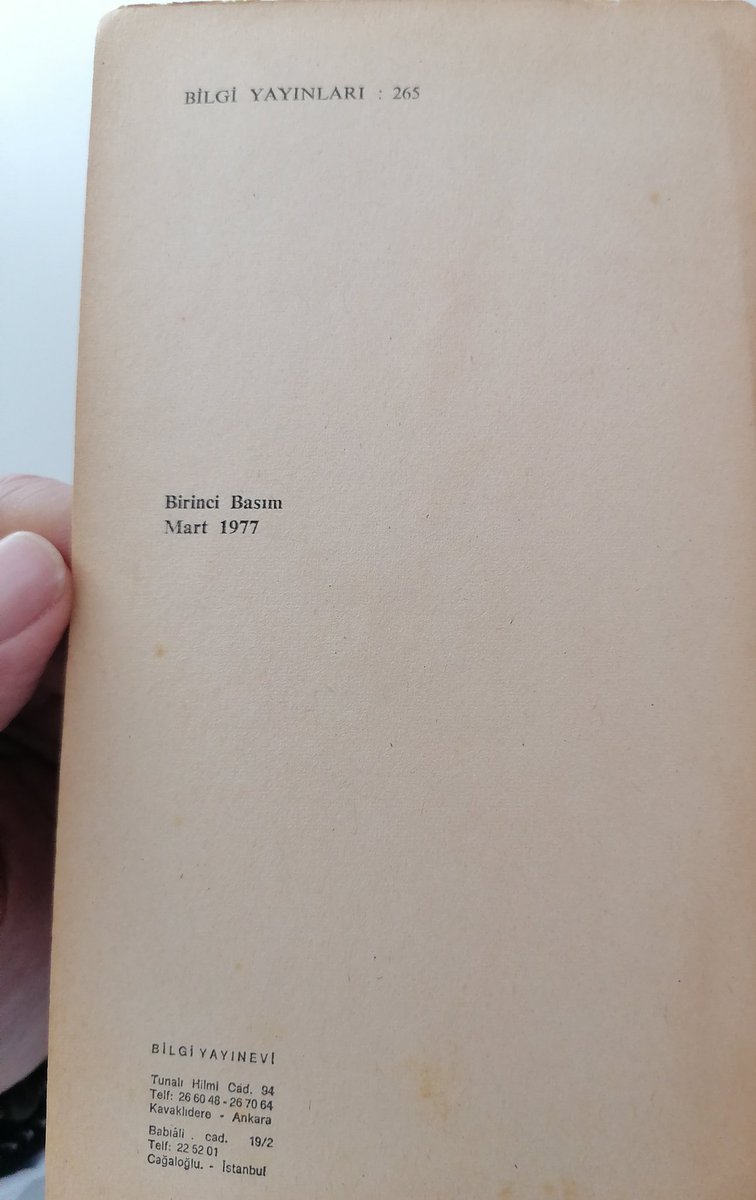 BİLGİ YAYINLARI : 265
Birinci Basım
Mart 1977
BİLGİ YAYINEVİ
Tunalı Hilmi Cad. 94
Telf: 26 60 48 - 26 70 64
Kavaklıdere - Ankara
Babıâli . cad. 19/2
Telf: 22 52 01
Cağaloğlu. - İstanbul